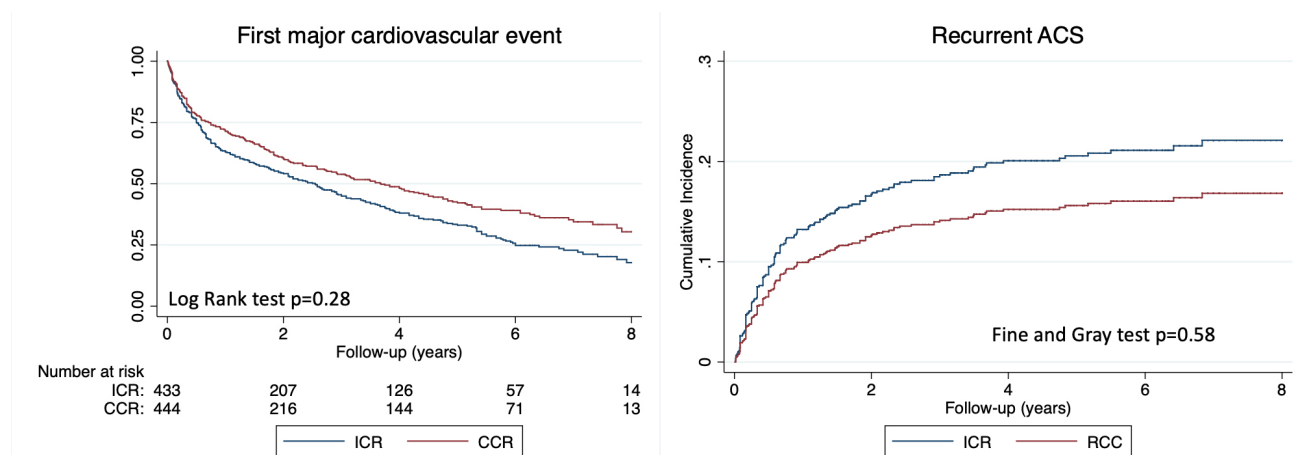 First major cardiovascular event
1.00
0.75
0.50
0.25
0.00
Log Rank test p=0.28
0 2 4 6 8
Follow-up (years)
Number at risk
ICR: 433 207 126 57 14
CCR: 444 216 144 71 13
ICR CCR
Recurrent ACS
Cumulative Incidence
.3
.2
.1
0
Fine and Gray test p=0.58
0 2 4 6 8
Follow-up (years)
ICR RCC